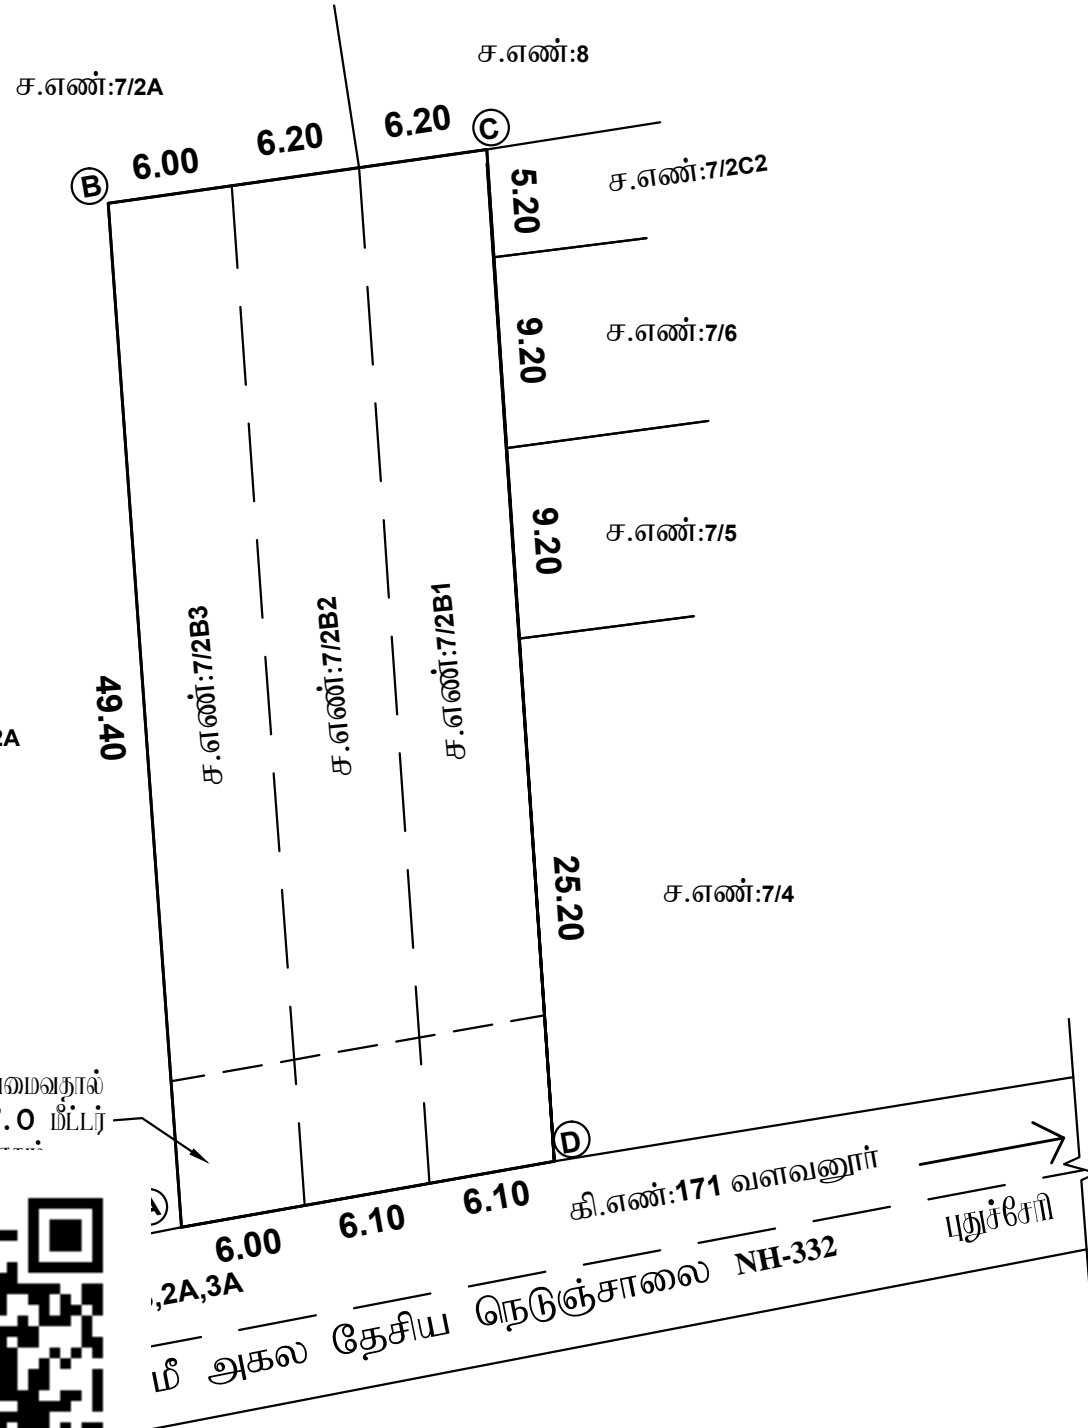 ச.எண்:8
ச.எண்:7/2A
B
6.00
6.20
6.20
C
5.20
ச.எண்:7/2C2
9.20
ச.எண்:7/6
9.20
ச.எண்:7/5
ச.எண்:7/2B3
ச.எண்:7/2B2
ச.எண்:7/2B1
49.40
25.20
ச.எண்:7/4
மீட்டர்
D
6.00
6.10
6.10
கி.எண்:171 வளவனூர்
புதுச்சேரி
,2A,3A
மீ அகல தேசிய நெடுஞ்சாலை NH-332